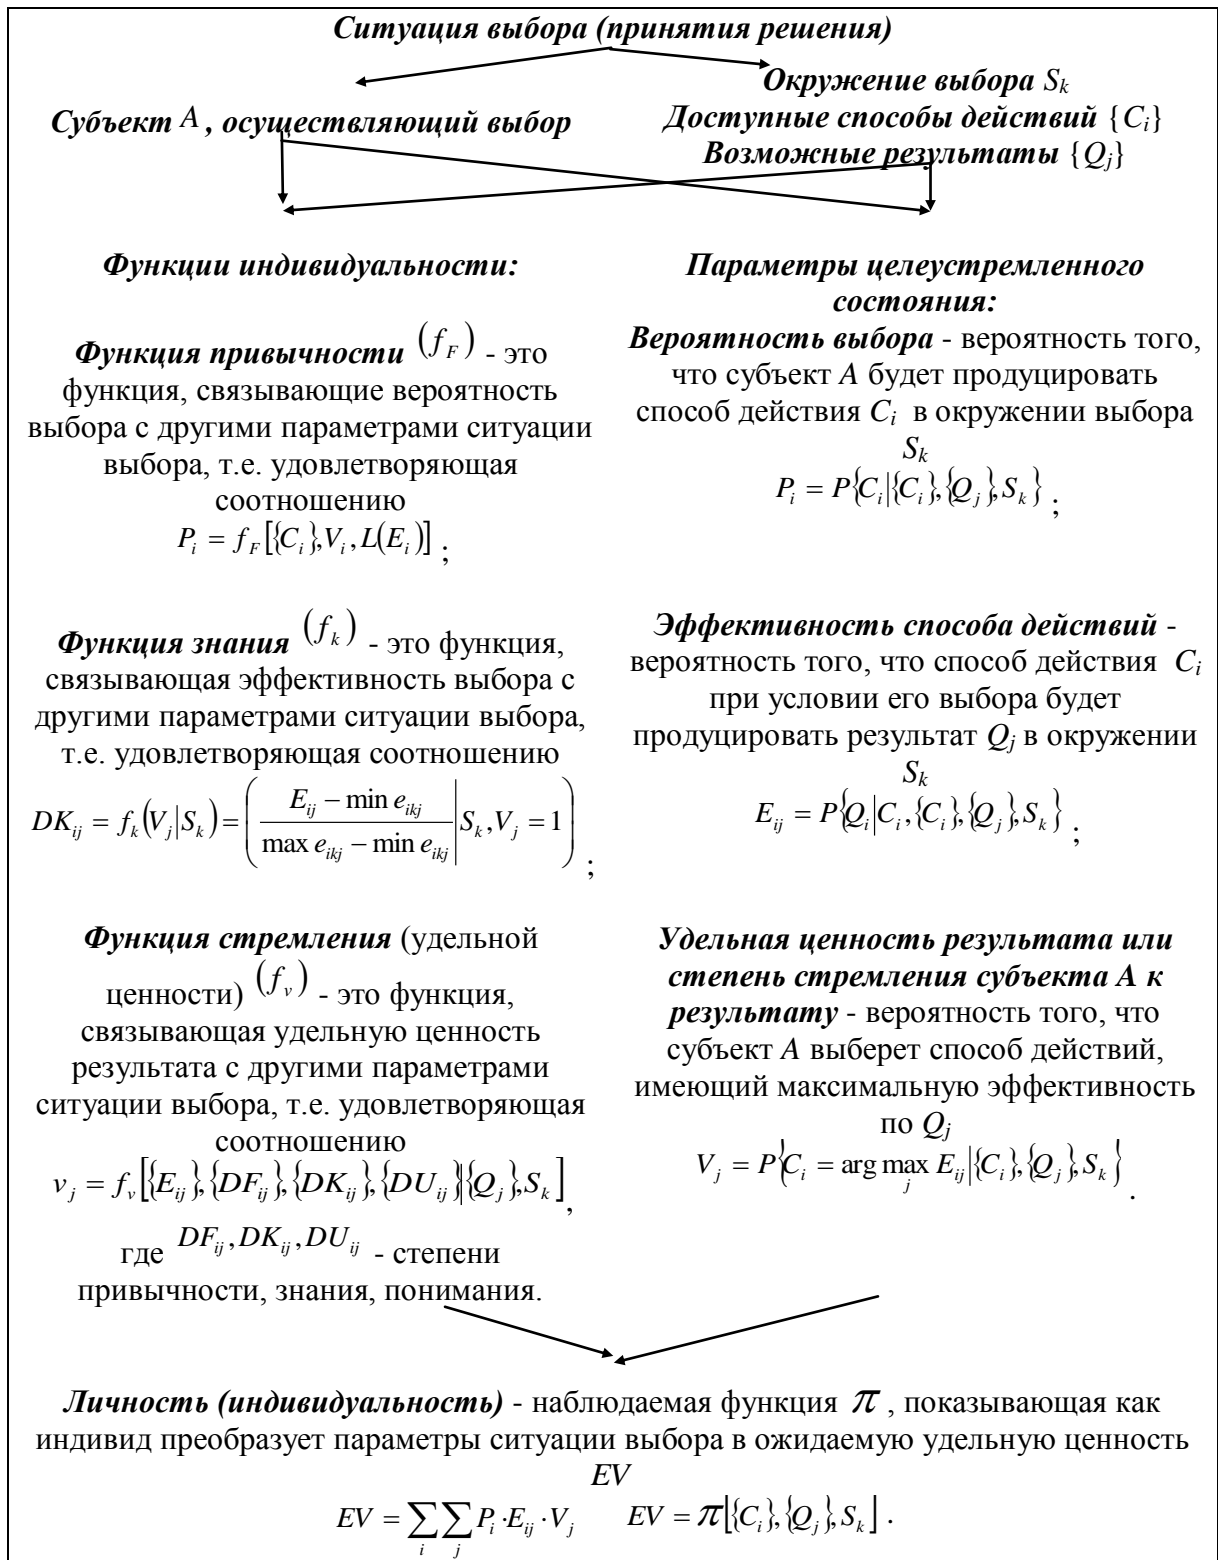 Ситуация выбора (принятия решения)
Субъект A , осуществляющий выбор
Окружение выбора Sk
Доступные способы действий {Ci}
Возможные результаты {Qj}
Функции индивидуальности:
Функция привычности (fF) - это
функция, связывающие вероятность
выбора с другими параметрами ситуации
выбора, т.е. удовлетворяющая
соотношению
Pi = fF[{Ci},Vi, L(Ei)] ;
Функция знания (fk) - это функция,
связывающая эффективность выбора с
другими параметрами ситуации выбора,
т.е. удовлетворяющая соотношению
DKij = fk(Vj|Sk) = ( (Eij − min eikj) / (max eikj − min eikj) | Sk, Vj = 1 ) ;
Функция стремления (удельной
ценности) (fv) - это функция,
связывающая удельную ценность
результата с другими параметрами
ситуации выбора, т.е. удовлетворяющая
соотношению
vj = fv[{Eij},{DFij},{DKij},{DUij}|{Qj},Sk] ,
где DFij, DKij, DUij - степени
привычности, знания, понимания.
Параметры целеустремленного
состояния:
Вероятность выбора - вероятность того,
что субъект A будет продуцировать
способ действия Ci в окружении выбора
Sk
Pi = P{Ci|{Ci},{Qj},Sk} ;
Эффективность способа действий -
вероятность того, что способ действия Ci
при условии его выбора будет
продуцировать результат Qj в окружении
Sk
Eij = P{Qi|Ci,{Ci},{Qj},Sk} ;
Удельная ценность результата или
степень стремления субъекта A к
результату - вероятность того, что
субъект A выберет способ действий,
имеющий максимальную эффективность
по Qj
Vj = P{Ci = arg max j Eij|{Ci},{Qj},Sk} .
Личность (индивидуальность) - наблюдаемая функция π , показывающая как
индивид преобразует параметры ситуации выбора в ожидаемую удельную ценность
EV
EV = ∑i ∑j Pi · Eij · Vj EV = π[{Ci},{Qj},Sk] .